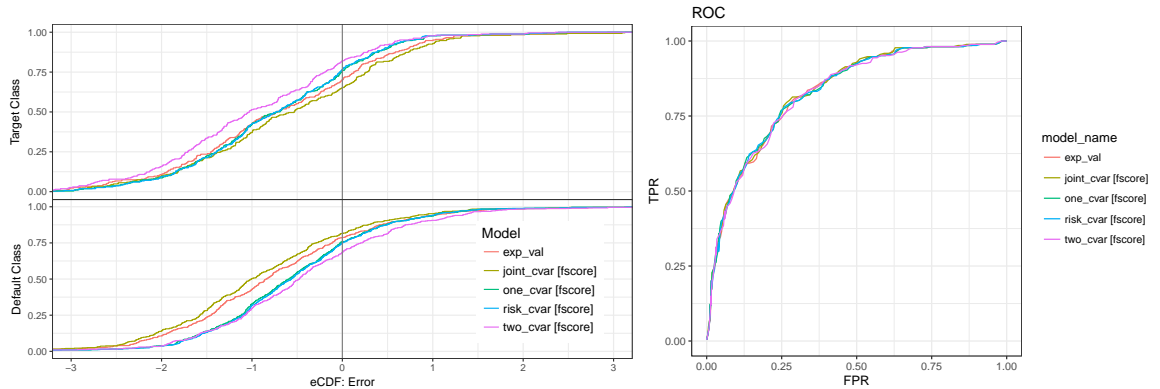 1.00
0.75
0.50
0.25
0.00
Target Class
1.00
0.75
0.50
0.25
0.00
Default Class
Model
exp_val
joint_cvar [fscore]
one_cvar [fscore]
risk_cvar [fscore]
two_cvar [fscore]
−3
−2
−1
0
1
2
3
eCDF: Error
ROC
1.00
0.75
0.50
0.25
0.00
TPR
0.00
0.25
0.50
0.75
1.00
FPR
model_name
exp_val
joint_cvar [fscore]
one_cvar [fscore]
risk_cvar [fscore]
two_cvar [fscore]